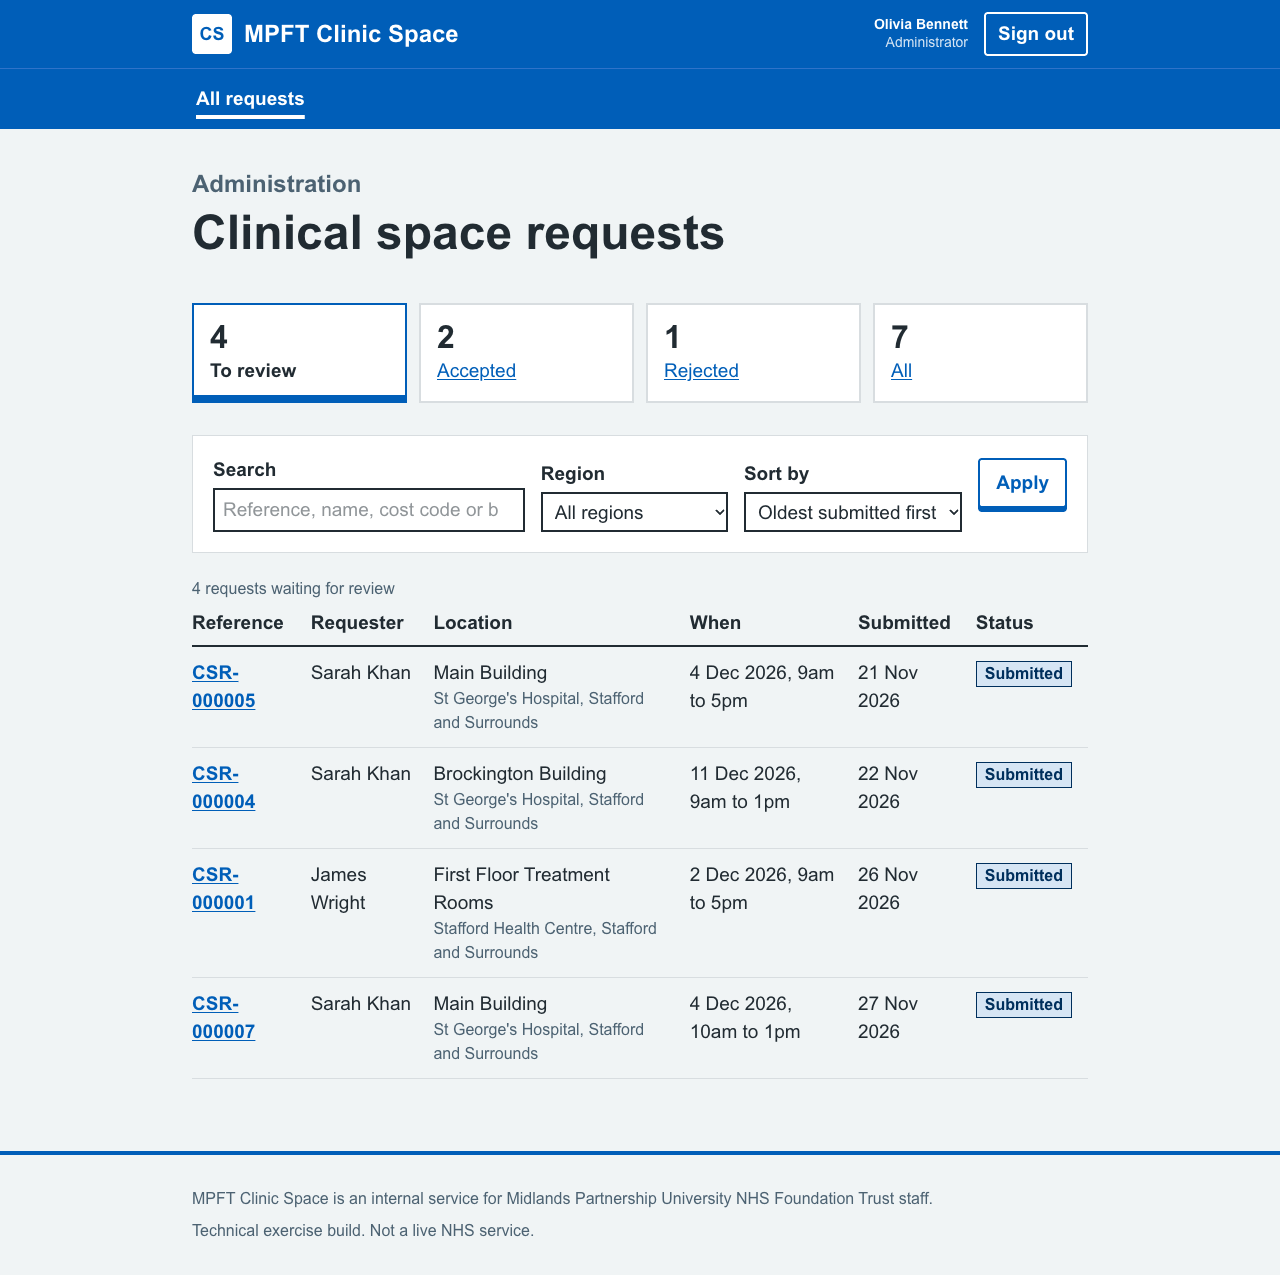 CS MPFT Clinic Space
Olivia Bennett
Administrator
Sign out
All requests
Administration
Clinical space requests
4
To review
2
Accepted
1
Rejected
7
All
Search
Reference, name, cost code or b
Region
All regions
Sort by
Oldest submitted first
Apply
4 requests waiting for review
Reference Requester Location When Submitted Status
CSR-000005 Sarah Khan Main Building St George's Hospital, Stafford and Surrounds 4 Dec 2026, 9am to 5pm 21 Nov 2026 Submitted
CSR-000004 Sarah Khan Brockington Building St George's Hospital, Stafford and Surrounds 11 Dec 2026, 9am to 1pm 22 Nov 2026 Submitted
CSR-000001 James Wright First Floor Treatment Rooms Stafford Health Centre, Stafford and Surrounds 2 Dec 2026, 9am to 5pm 26 Nov 2026 Submitted
CSR-000007 Sarah Khan Main Building St George's Hospital, Stafford and Surrounds 4 Dec 2026, 10am to 1pm 27 Nov 2026 Submitted
MPFT Clinic Space is an internal service for Midlands Partnership University NHS Foundation Trust staff.
Technical exercise build. Not a live NHS service.